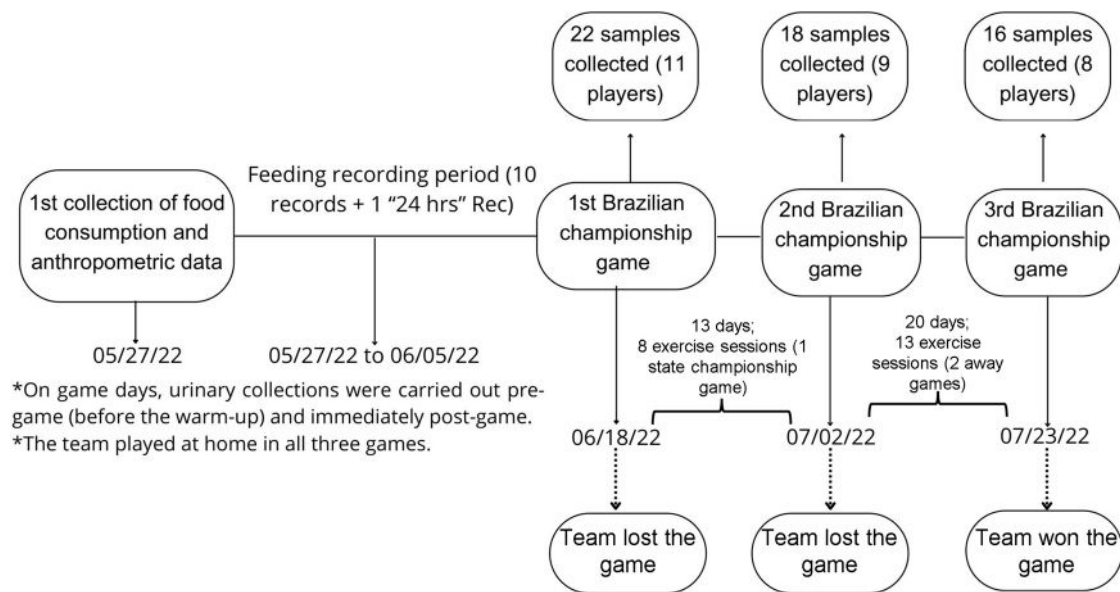 22 samples
collected (11
players)
18 samples
collected (9
players)
16 samples
collected (8
players)
1st collection of food
consumption and
anthropometric data
Feeding recording period (10
records + 1 “24 hrs” Rec)
1st Brazilian
championship
game
2nd Brazilian
championship
game
3rd Brazilian
championship
game
05/27/22
05/27/22 to 06/05/22
*On game days, urinary collections were carried out pre-
game (before the warm-up) and immediately post-game.
*The team played at home in all three games.
13 days;
8 exercise sessions (1
state championship
game)
20 days;
13 exercise
sessions (2 away
games)
06/18/22
07/02/22
07/23/22
Team lost the
game
Team lost the
game
Team won the
game